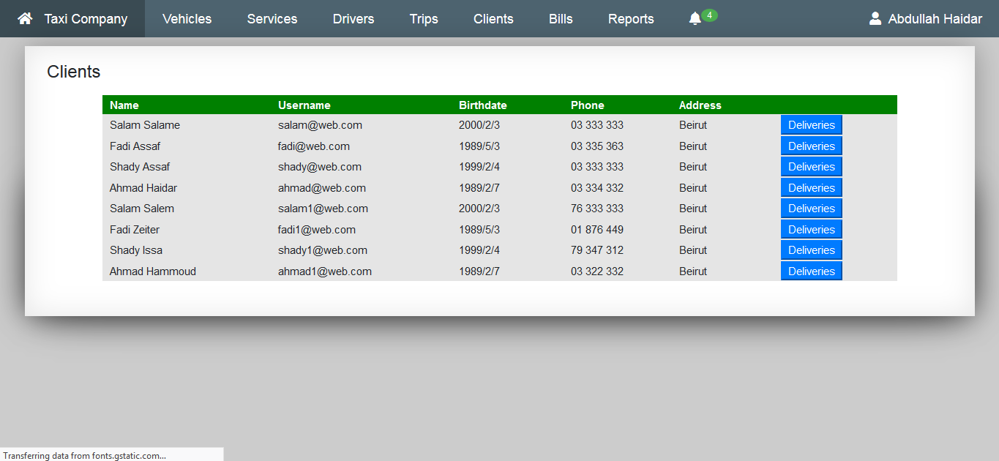 Taxi Company Vehicles Services Drivers Trips Clients Bills Reports 4 Abdullah Haidar
Clients
Name Username Birthdate Phone Address
Salam Salame salam@web.com 2000/2/3 03 333 333 Beirut Deliveries
Fadi Assaf fadi@web.com 1989/5/3 03 335 363 Beirut Deliveries
Shady Assaf shady@web.com 1999/2/4 03 333 333 Beirut Deliveries
Ahmad Haidar ahmad@web.com 1989/2/7 03 334 332 Beirut Deliveries
Salam Salem salam1@web.com 2000/2/3 76 333 333 Beirut Deliveries
Fadi Zeiter fadi1@web.com 1989/5/3 01 876 449 Beirut Deliveries
Shady Issa shady1@web.com 1999/2/4 79 347 312 Beirut Deliveries
Ahmad Hammoud ahmad1@web.com 1989/2/7 03 322 332 Beirut Deliveries
Transferring data from fonts.gstatic.com...